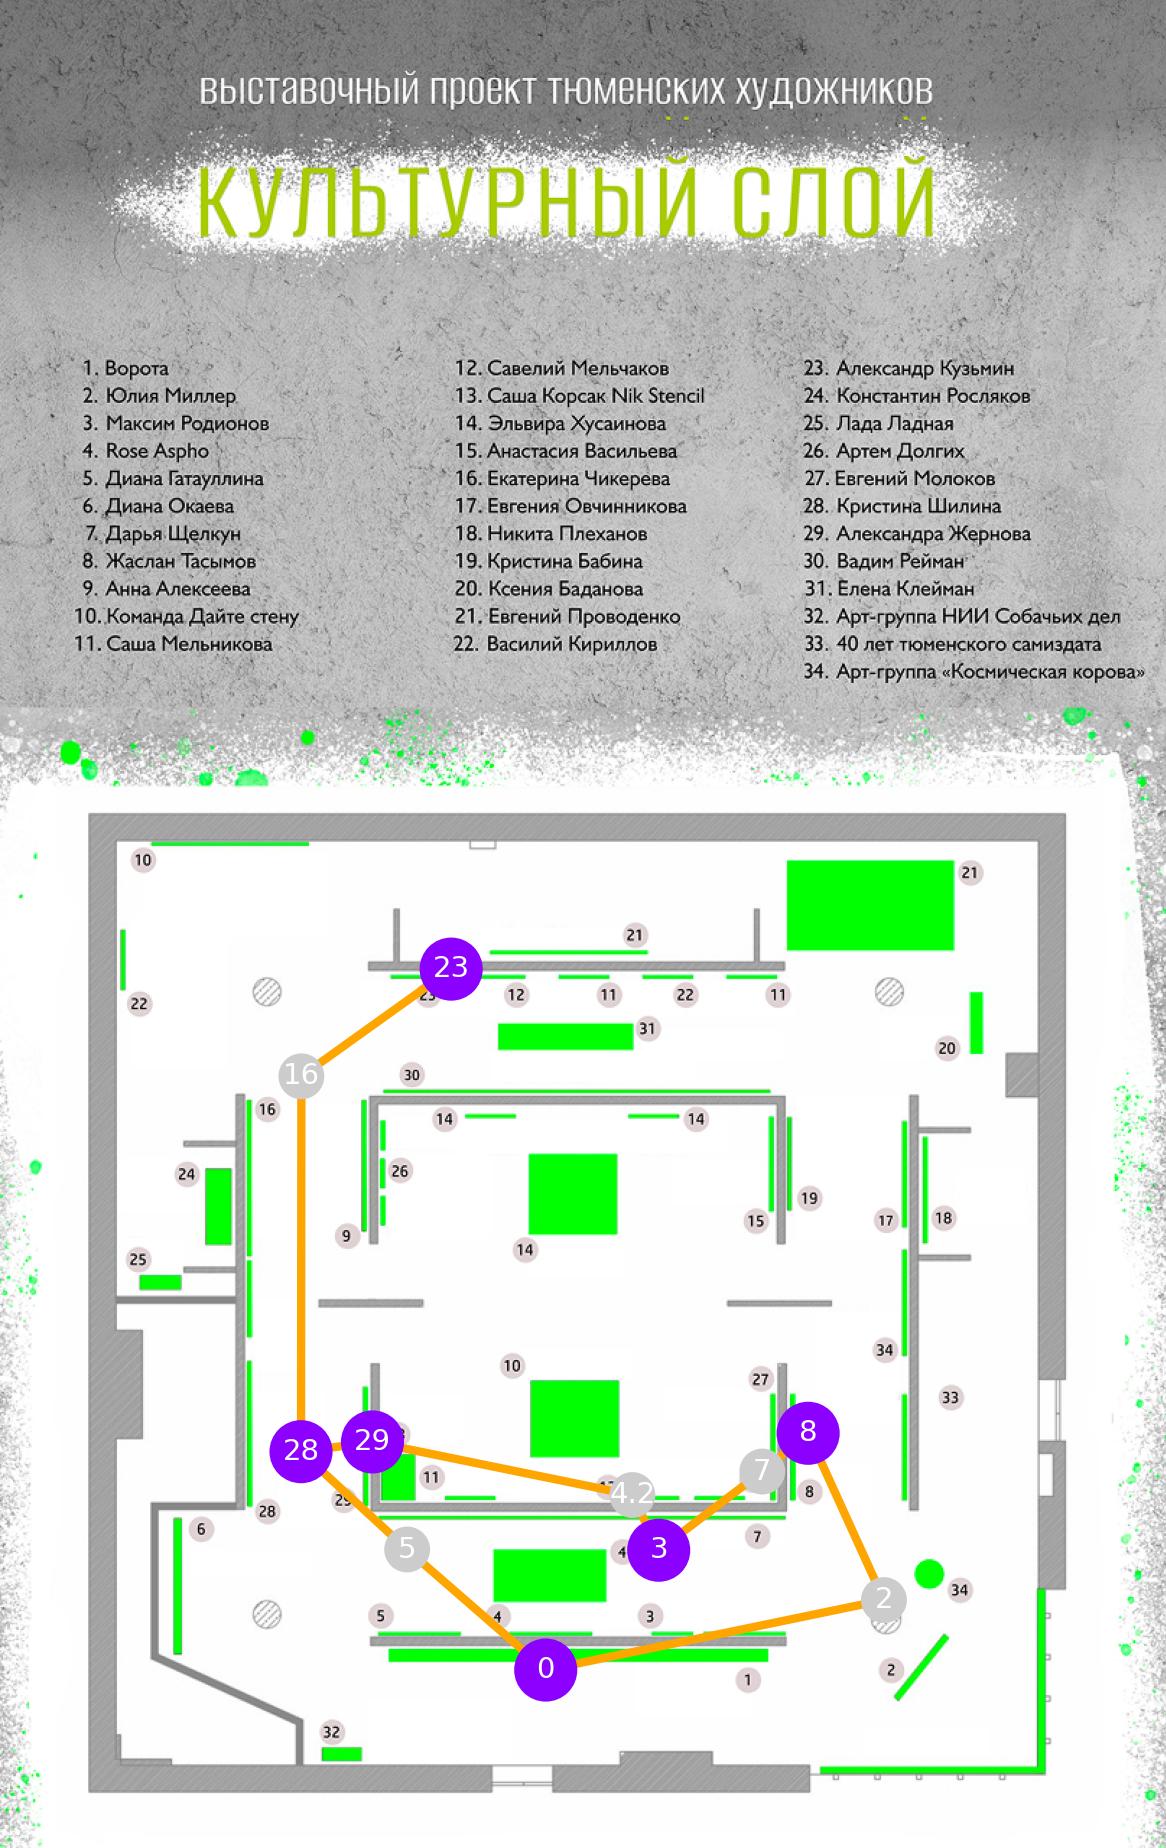 выставочный проект тюменских художников
КУЛЬТУРНЫЙ СЛОЙ
1. Ворота
2. Юлия Миллер
3. Максим Родионов
4. Rose Aspho
5. Диана Гатауллина
6. Диана Окаева
7. Дарья Щелкун
8. Жаслан Тасымов
9. Анна Алексеева
10. Команда Дайте стену
11. Саша Мельникова
12. Савелий Мельчаков
13. Саша Корсак Nik Stencil
14. Эльвира Хусаинова
15. Анастасия Васильева
16. Екатерина Чикерева
17. Евгения Овчинникова
18. Никита Плеханов
19. Кристина Бабина
20. Ксения Баданова
21. Евгений Проводенко
22. Василий Кириллов
23. Александр Кузьмин
24. Константин Росляков
25. Лада Ладная
26. Артем Долгих
27. Евгений Молоков
28. Кристина Шилина
29. Александра Жернова
30. Вадим Рейман
31. Елена Клейман
32. Арт-группа НИИ Собачьих дел
33. 40 лет тюменского самиздата
34. Арт-группа «Космическая корова»
10
21
21
23
22
12
11
22
11
31
20
16
30
16
14
14
24
26
9
15
19
17
18
25
14
34
10
27
33
28
29
8
11
7
4.2
8
28
29
6
5
4
3
7
34
2
5
4
3
0
1
2
32